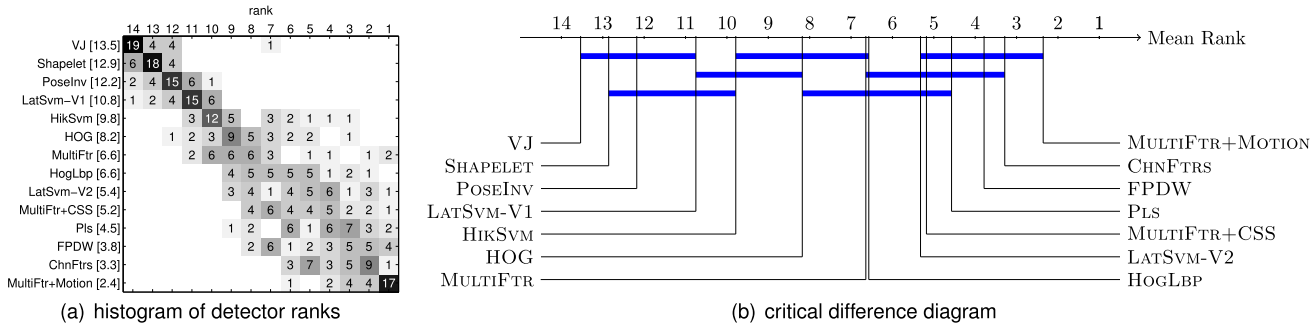 rank
14 13 12 11 10 9 8 7 6 5 4 3 2 1
VJ [13.5] 19 4 4 1
Shapelet [12.9] 6 18 4
PoseInv [12.2] 2 4 15 6 1
LatSvm−V1 [10.8] 1 2 4 15 6
HikSvm [9.8] 3 12 5 3 2 1 1 1
HOG [8.2] 1 2 3 9 5 3 2 2 1
MultiFtr [6.6] 2 6 6 6 3 1 1 1 2
HogLbp [6.6] 4 5 5 5 5 1 2 1
LatSvm−V2 [5.4] 3 4 1 4 5 6 1 3 1
MultiFtr+CSS [5.2] 4 6 4 4 5 2 2 1
Pls [4.5] 1 2 6 1 6 7 3 2
FPDW [3.8] 2 6 1 2 3 5 5 4
ChnFtrs [3.3] 3 7 3 5 9 1
MultiFtr+Motion [2.4] 1 2 4 4 17
(a) histogram of detector ranks
14 13 12 11 10 9 8 7 6 5 4 3 2 1
Mean Rank
VJ
SHAPELET
POSEINV
LATSVM-V1
HIKSVM
HOG
MULTIFTR
MULTIFTR+MOTION
CHNFTRS
FPDW
PLS
MULTIFTR+CSS
LATSVM-V2
HOGLBP
(b) critical difference diagram